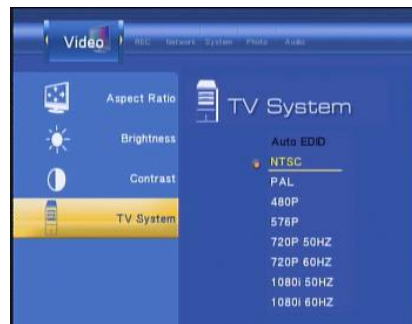 Video REC Network System Photo Audio
Aspect Ratio
Brightness
Contrast
TV System
TV System
Auto EDID
NTSC
PAL
480P
576P
720P 50HZ
720P 60HZ
1080i 50HZ
1080i 60HZ